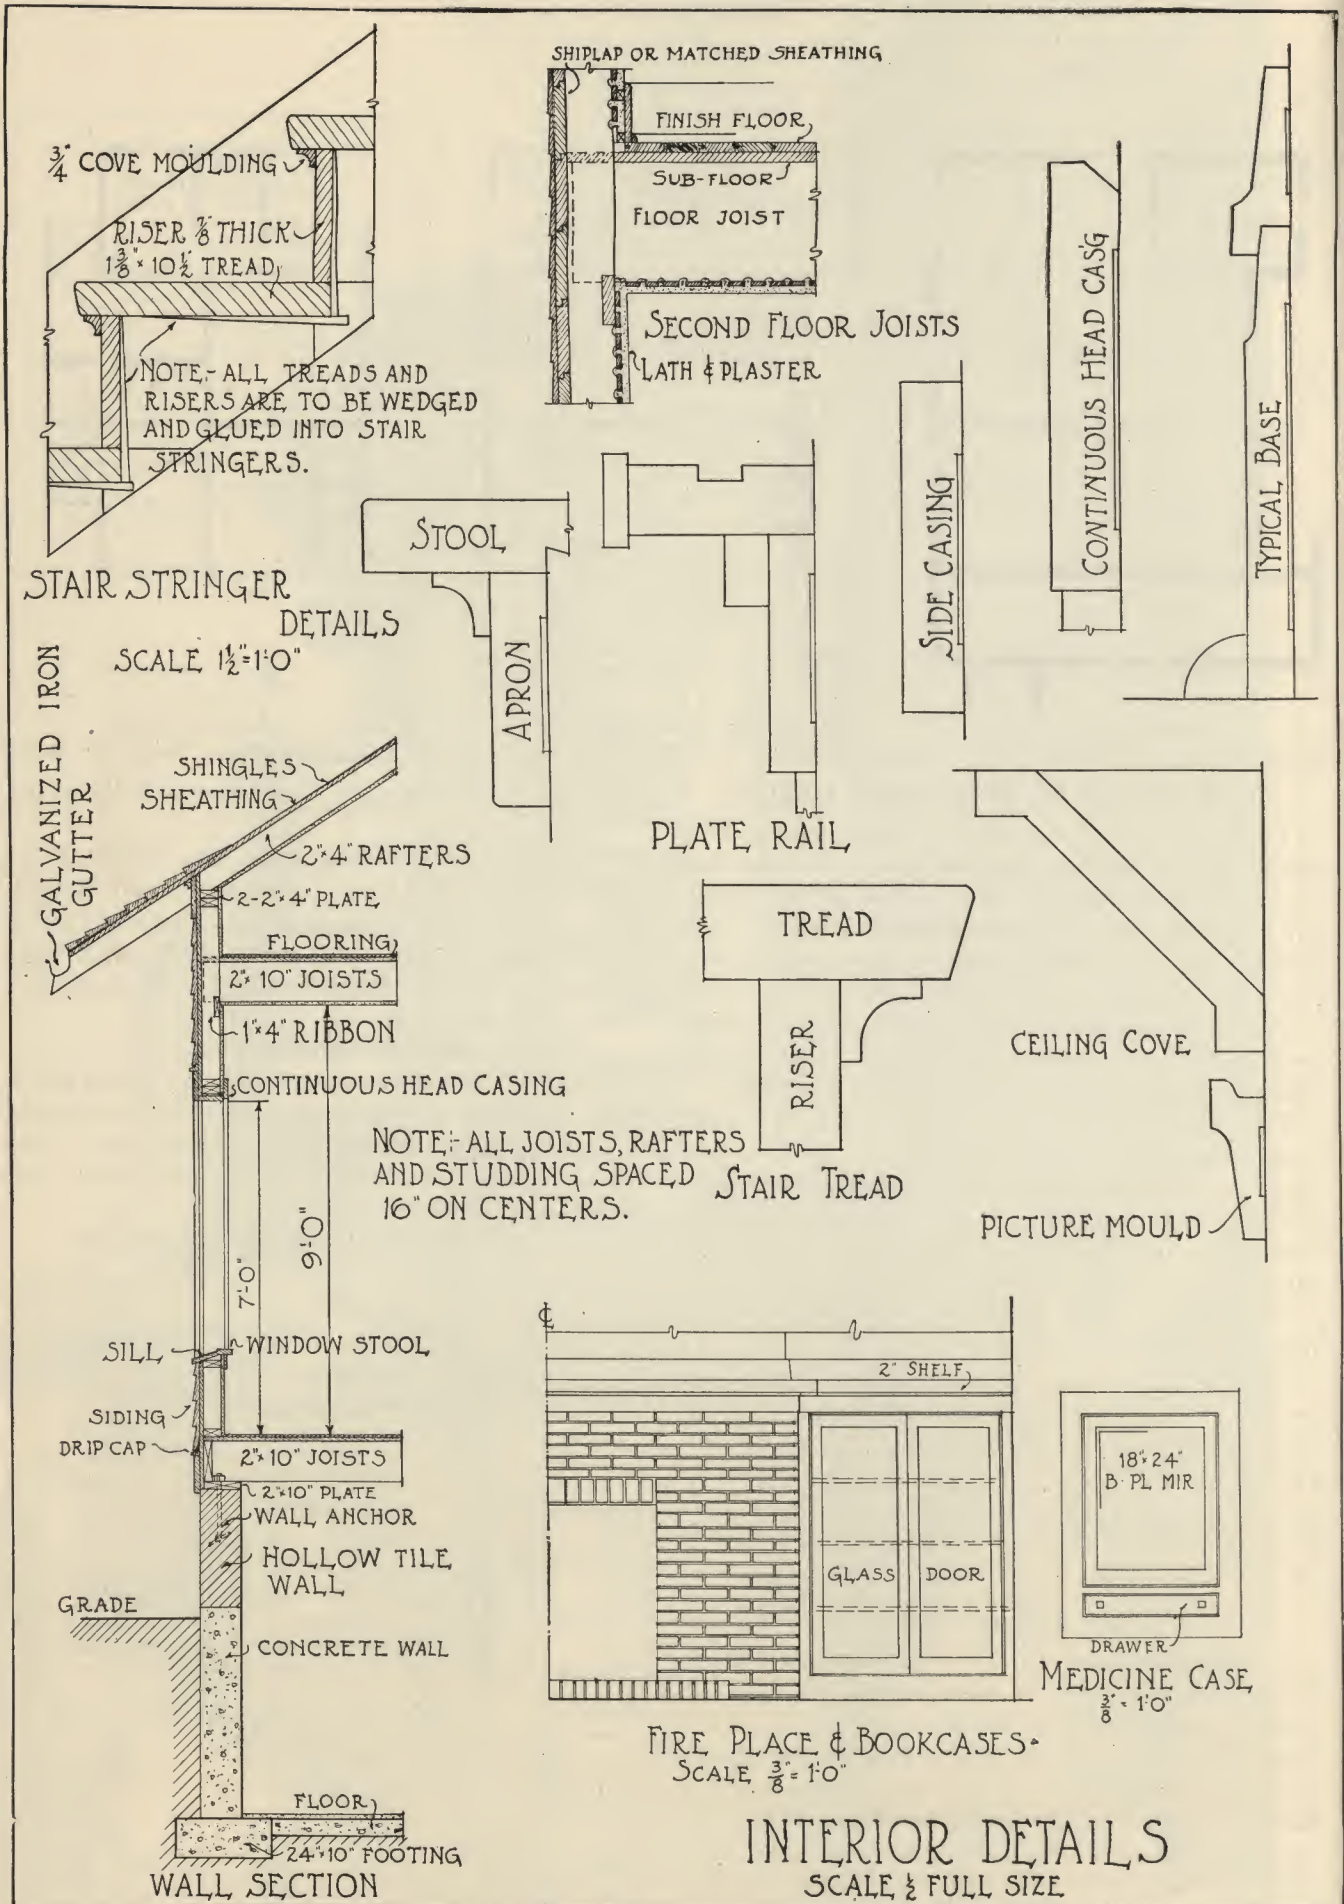 3/4" COVE MOULDING
RISER 7/8" THICK
1 3/8" × 10 1/2" TREAD
NOTE:- ALL TREADS AND
RISERS ARE TO BE WEDGED
AND GLUED INTO STAIR
STRINGERS.
STAIR STRINGER
DETAILS
SCALE 1 1/2" = 1'-0"
SHIPLAP OR MATCHED SHEATHING
FINISH FLOOR
SUB-FLOOR
FLOOR JOIST
SECOND FLOOR JOISTS
LATH & PLASTER
STOOL
APRON
PLATE RAIL
SIDE CASING
CONTINUOUS HEAD CAS'G
TYPICAL BASE
GALVANIZED IRON
GUTTER
SHINGLES
SHEATHING
2"×4" RAFTERS
2-2"×4" PLATE
FLOORING
2"×10" JOISTS
1"×4" RIBBON
CONTINUOUS HEAD CASING
NOTE:- ALL JOISTS, RAFTERS
AND STUDDING SPACED
16" ON CENTERS.
7'-0"
9'-0"
SILL
WINDOW STOOL
SIDING
DRIP CAP
2"×10" JOISTS
2"×10" PLATE
WALL ANCHOR
HOLLOW TILE
WALL
GRADE
CONCRETE WALL
FLOOR
24"×10" FOOTING
WALL SECTION
TREAD
RISER
STAIR TREAD
CEILING COVE
PICTURE MOULD
℄
2" SHELF
GLASS DOOR
FIRE PLACE & BOOKCASES
SCALE 3/8" = 1'-0"
18"×24"
B· PL MIR
DRAWER
MEDICINE CASE
3/8" = 1'-0"
INTERIOR DETAILS
SCALE 1/2 FULL SIZE